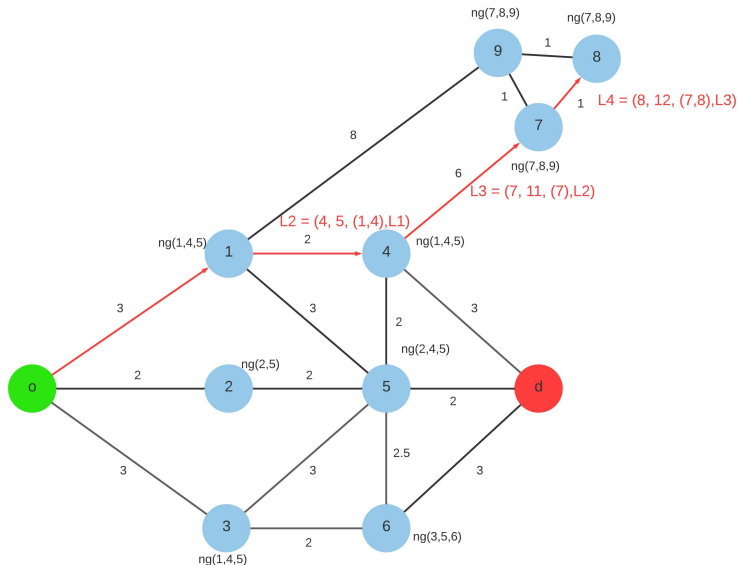 ng(7,8,9)
ng(7,8,9)
9
1
8
1
L4 = (8, 12, (7,8),L3)
1
7
8
ng(7,8,9)
6
L3 = (7, 11, (7),L2)
L2 = (4, 5, (1,4),L1)
ng(1,4,5)
1
2
4
ng(1,4,5)
3
3
3
2
ng(2,5)
ng(2,4,5)
o
2
2
2
5
2
d
3
3
2.5
3
3
2
6
ng(3,5,6)
ng(1,4,5)